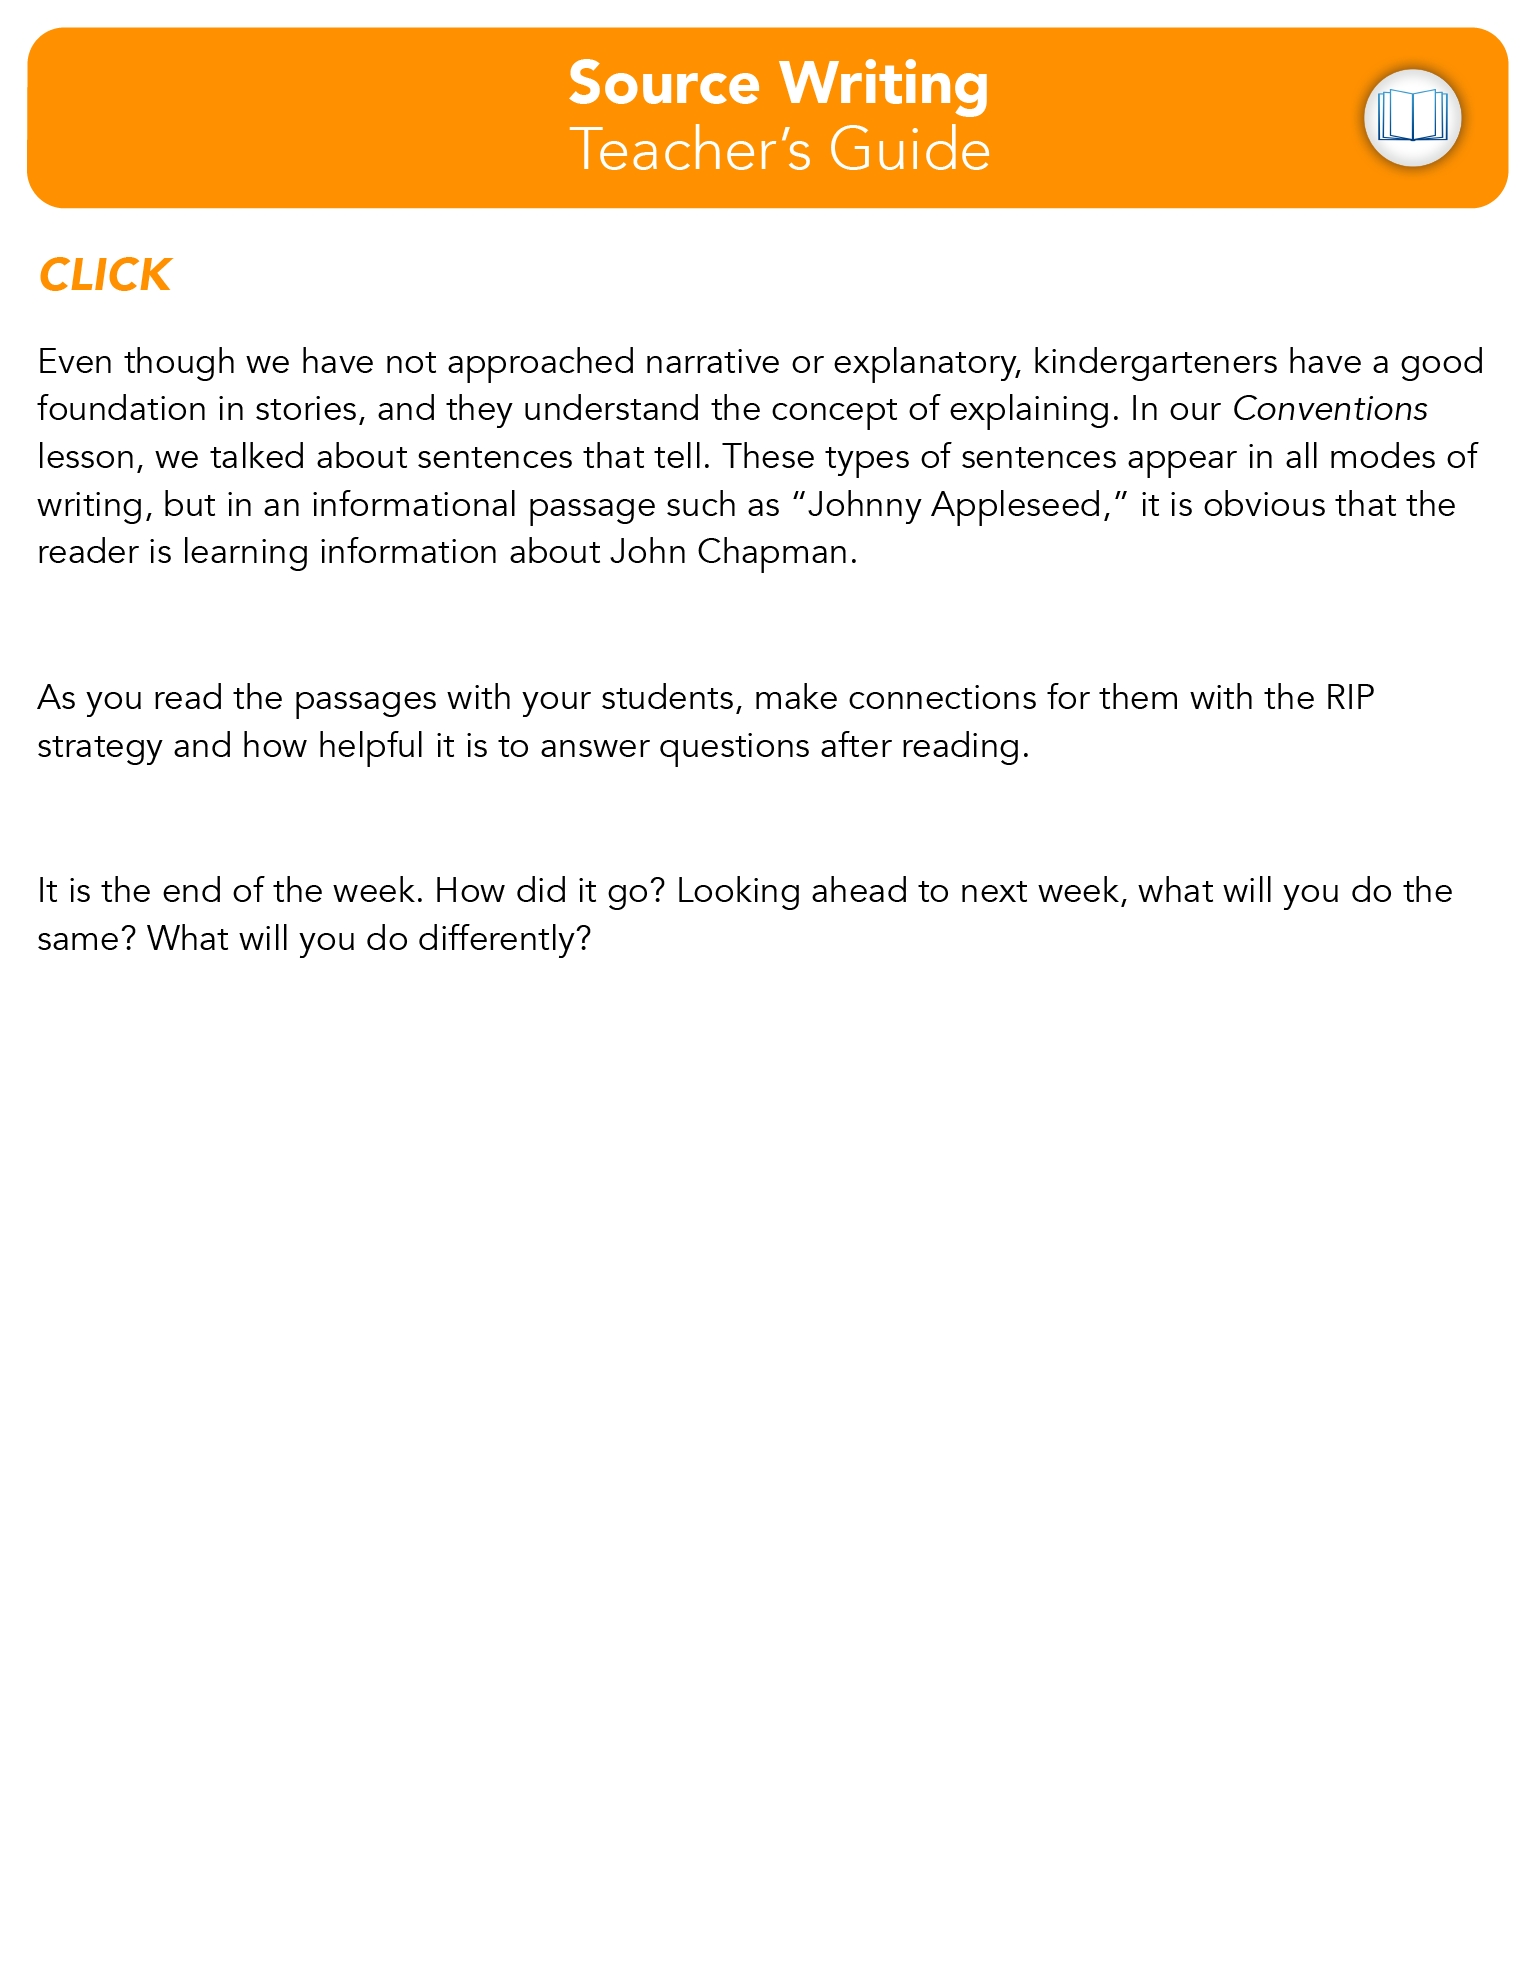 Source Writing
Teacher’s Guide
CLICK
Even though we have not approached narrative or explanatory, kindergarteners have a good
foundation in stories, and they understand the concept of explaining. In our Conventions
lesson, we talked about sentences that tell. These types of sentences appear in all modes of
writing, but in an informational passage such as “Johnny Appleseed,” it is obvious that the
reader is learning information about John Chapman.
As you read the passages with your students, make connections for them with the RIP
strategy and how helpful it is to answer questions after reading.
It is the end of the week. How did it go? Looking ahead to next week, what will you do the
same? What will you do differently?